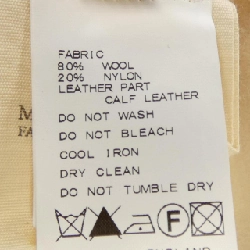 FABRIC
80% WOOL
20% NYLON
LEATHER PART
CALF LEATHER
DO NOT WASH
DO NOT BLEACH
COOL IRON
DRY CLEAN
DO NOT TUMBLE DRY
F